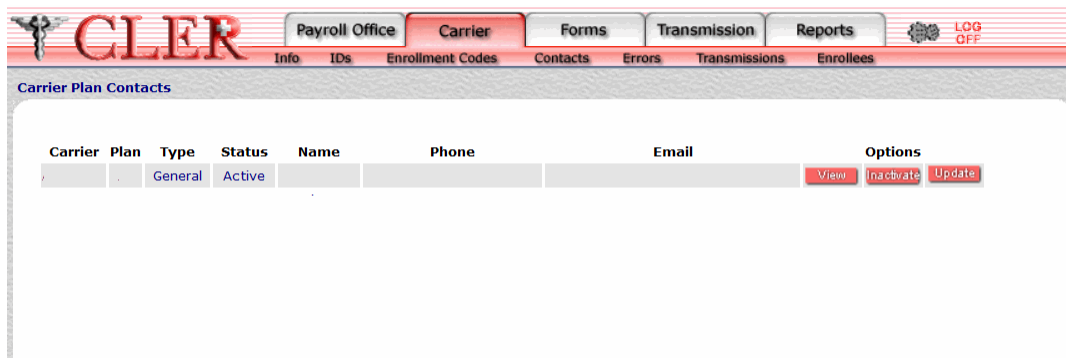 CLER
Payroll Office Carrier Forms Transmission Reports LOG OFF
Info IDs Enrollment Codes Contacts Errors Transmissions Enrollees
Carrier Plan Contacts
Carrier Plan Type Status Name Phone Email Options
General Active View Inactivate Update